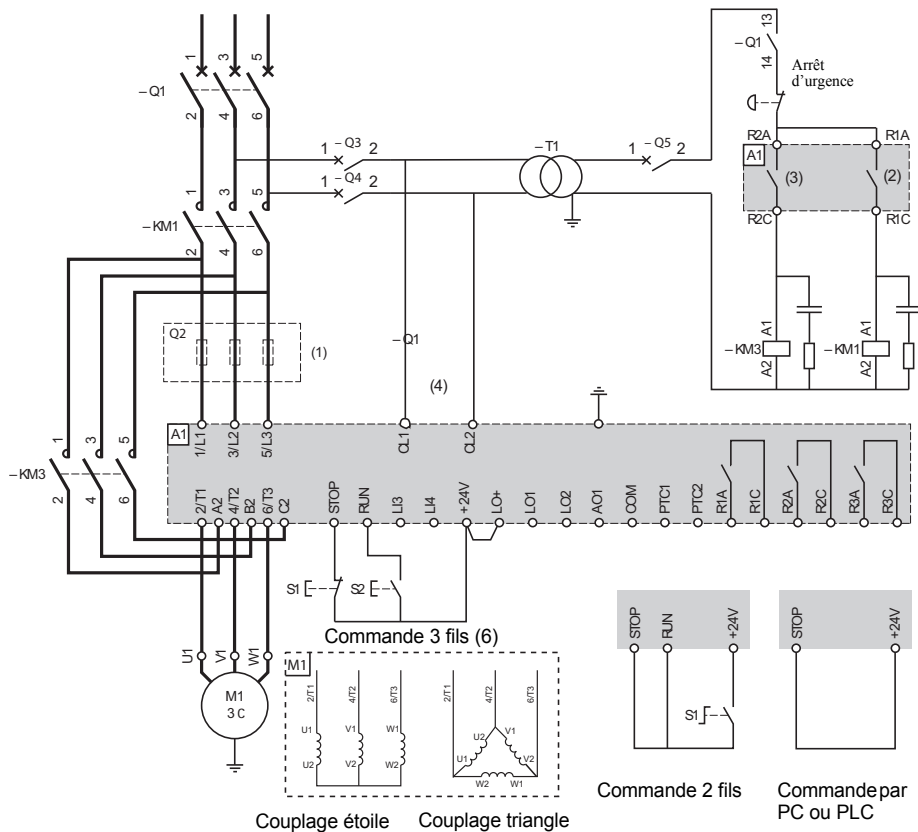 1 3 5
–Q1
2 4 6
13
–Q1
14
Arrêt
d'urgence
1 –Q3 2
1 –Q4 2
–T1
1 –Q5 2
R2A R1A
A1
(3) (2)
R2C R1C
1 3 5
–KM1
2 4 6
Q2
(1)
–Q1
(4)
A1 A1
–KM3 –KM1
A2 A2
A1
1/L1 3/L2 5/L3 CL1 CL2
1 3 5
–KM3
2 4 6
2/T1 A2 4/T2 B2 6/T3 C2 STOP RUN LI3 LI4 +24V LO+ LO1 LO2 AO1 COM PTC1 PTC2 R1A R1C R2A R2C R3A R3C
S1 S2
Commande 3 fils (6)
U1 V1 W1
M1
3 C
M1
2/T1 4/T2 6/T3 2/T1 4/T2 6/T3
U1 V1 W1
U2 V2 W2
U2 V1
U1 V2
W2 W1
Couplage étoile Couplage triangle
STOP RUN +24V
S1
Commande 2 fils
STOP +24V
Commande par
PC ou PLC